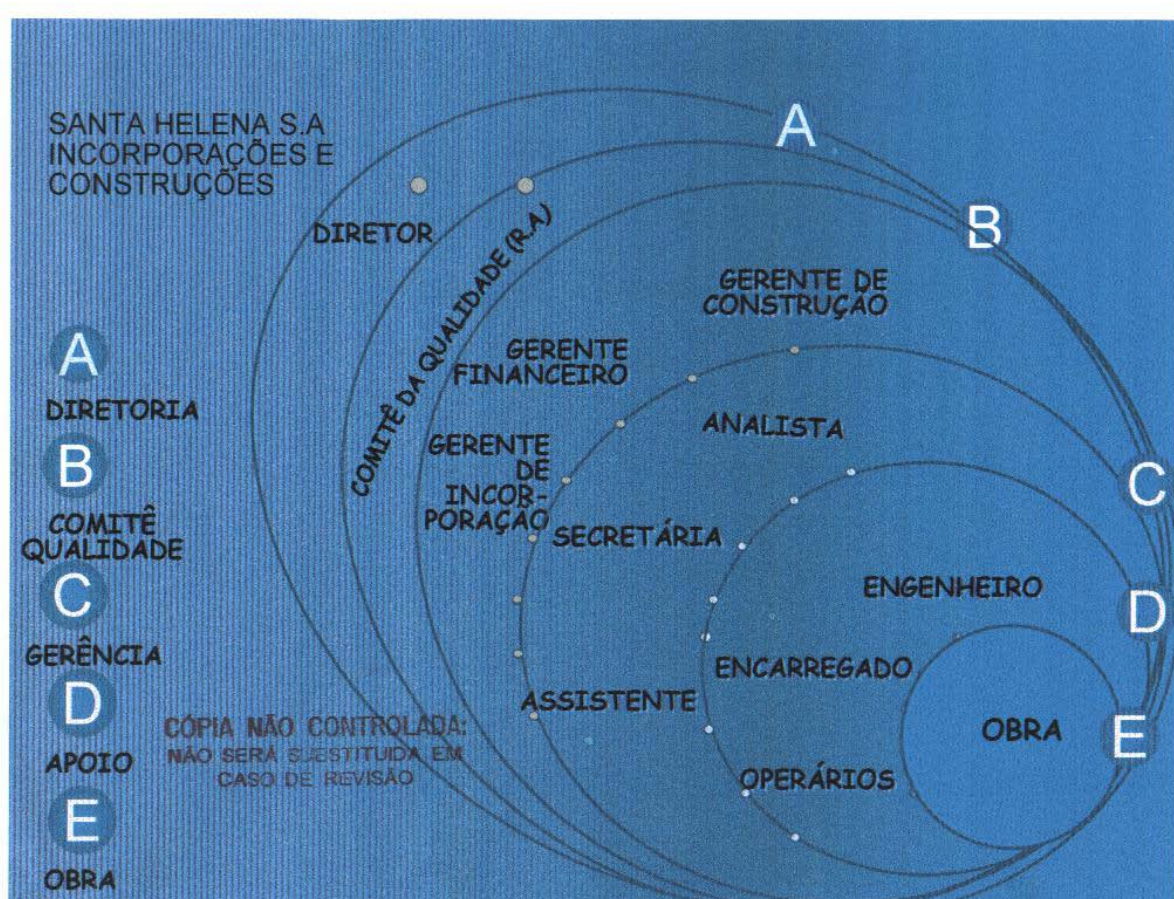 SANTA HELENA S.A
INCORPORAÇÕES E
CONSTRUÇÕES
A
DIRETORIA
B
COMITÊ
QUALIDADE
C
GERÊNCIA
D
APOIO
E
OBRA
A
B
C
D
E
DIRETOR
COMITÊ DA QUALIDADE (R.A)
GERENTE DE
CONSTRUÇÃO
GERENTE
FINANCEIRO
GERENTE
DE
INCOR-
PORAÇÃO
ANALISTA
SECRETÁRIA
ASSISTENTE
ENGENHEIRO
ENCARREGADO
OPERÁRIOS
OBRA
CÓPIA NÃO CONTROLADA:
NÃO SERÁ SUBSTITUIDA EM
CASO DE REVISÃO